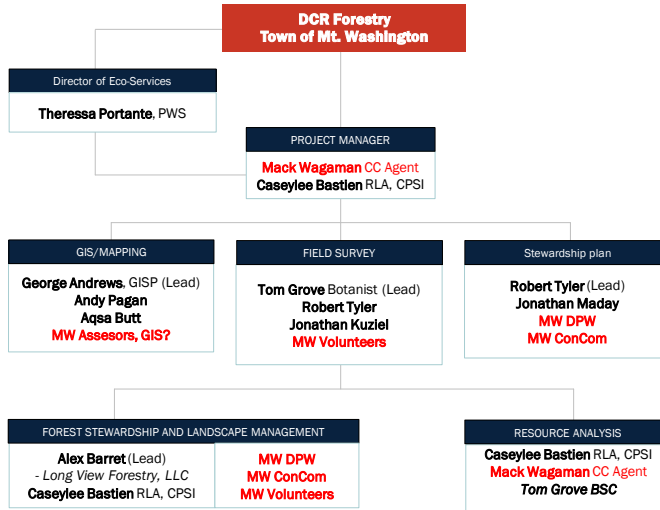 DCR Forestry
Town of Mt. Washington
Director of Eco-Services
Theressa Portante, PWS
PROJECT MANAGER
Mack Wagaman CC Agent
Caseylee Bastien RLA, CPSI
GIS/MAPPING
George Andrews, GISP (Lead)
Andy Pagan
Aqsa Butt
MW Assesors, GIS?
FIELD SURVEY
Tom Grove Botanist (Lead)
Robert Tyler
Jonathan Kuziel
MW Volunteers
Stewardship plan
Robert Tyler (Lead)
Jonathan Maday
MW DPW
MW ConCom
FOREST STEWARDSHIP AND LANDSCAPE MANAGEMENT
Alex Barret (Lead)
- Long View Forestry, LLC
Caseylee Bastien RLA, CPSI
MW DPW
MW ConCom
MW Volunteers
RESOURCE ANALYSIS
Caseylee Bastien RLA, CPSI
Mack Wagaman CC Agent
Tom Grove BSC